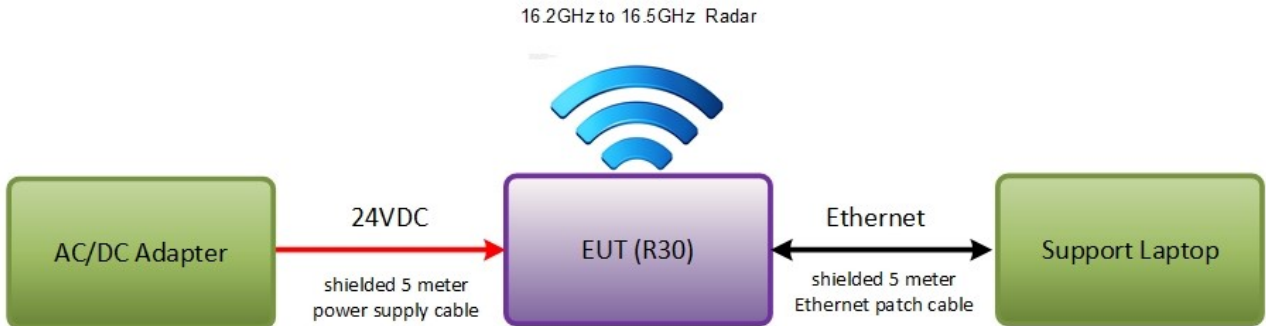 16.2GHz to 16.5GHz Radar
AC/DC Adapter
24VDC
shielded 5 meter
power supply cable
EUT (R30)
Ethernet
shielded 5 meter
Ethernet patch cable
Support Laptop